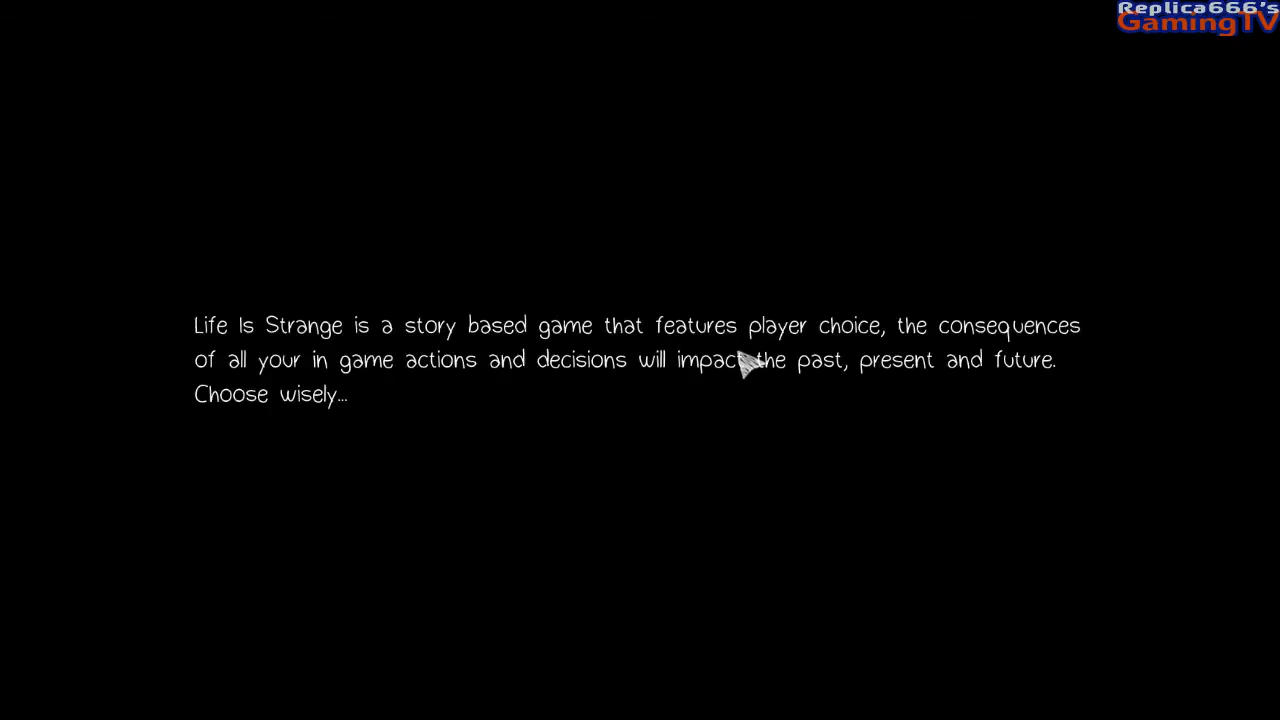 Replica666's
GamingTV
Life Is Strange is a story based game that features player choice, the consequences
of all your in game actions and decisions will impact the past, present and future.
Choose wisely...